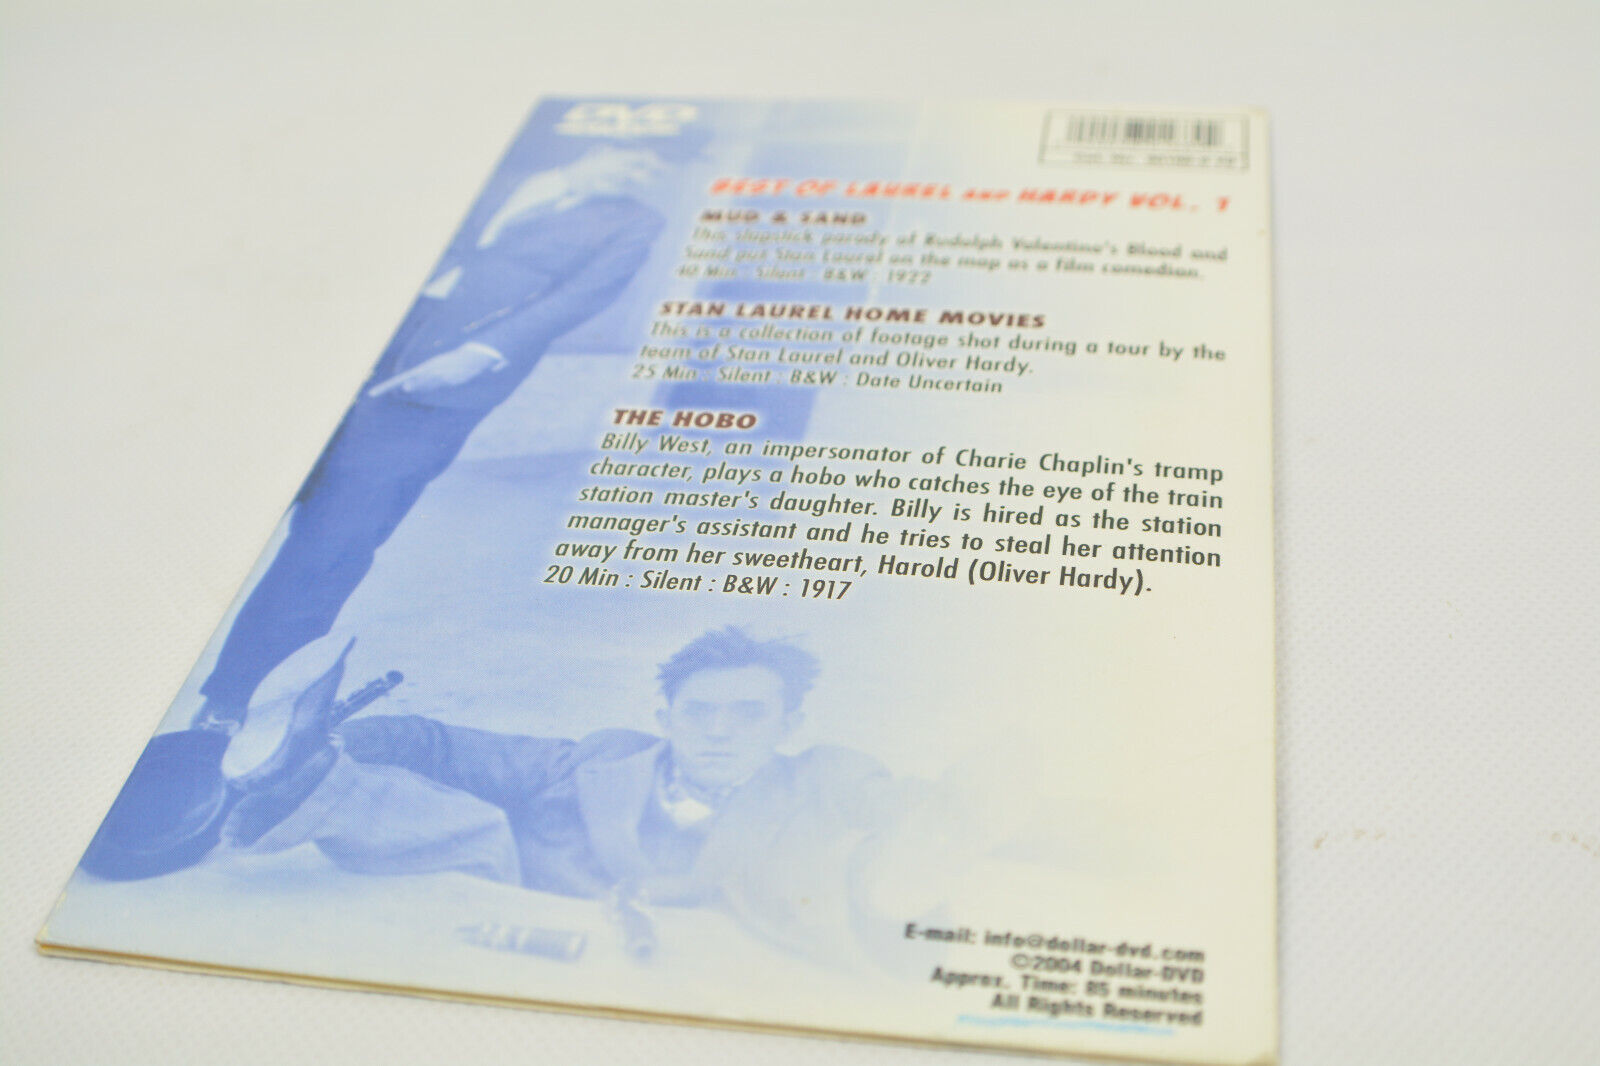 DVD
BEST OF LAUREL AND HARDY VOL. 1
MUD & SAND
This slapstick parody of Rudolph Valentino's Blood and
Sand put Stan Laurel on the map as a film comedian.
40 Min : Silent : B&W : 1922
STAN LAUREL HOME MOVIES
This is a collection of footage shot during a tour by the
team of Stan Laurel and Oliver Hardy.
25 Min : Silent : B&W : Date Uncertain
THE HOBO
Billy West, an impersonator of Charie Chaplin's tramp
character, plays a hobo who catches the eye of the train
station master's daughter. Billy is hired as the station
manager's assistant and he tries to steal her attention
away from her sweetheart, Harold (Oliver Hardy).
20 Min : Silent : B&W : 1917
E-mail: info@dollar-dvd.com
©2004 Dollar-DVD
Approx. Time: 85 minutes
All Rights Reserved